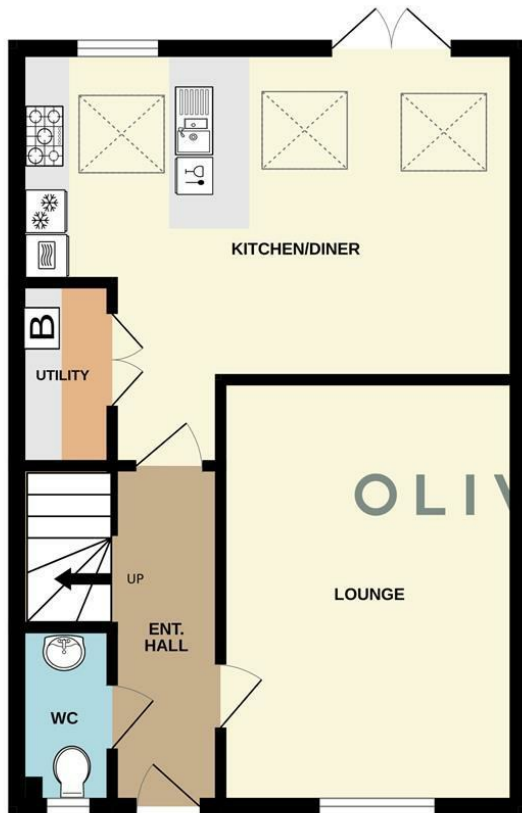 KITCHEN/DINER
B
UTILITY
OLIV
UP
LOUNGE
ENT.
HALL
WC